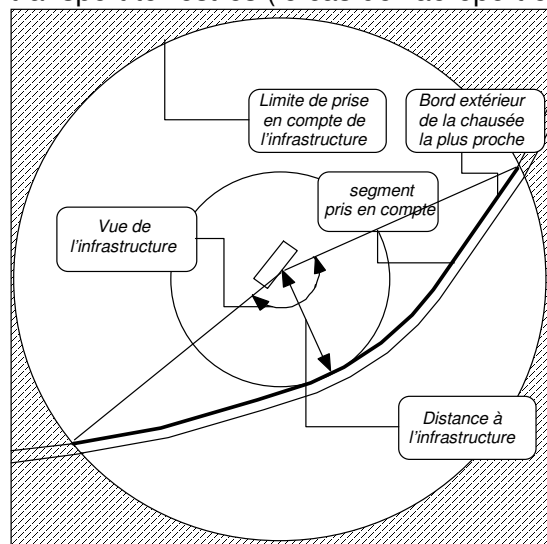 Limite de prise
en compte de
l'infrastructure
Bord extérieur
de la chausée
la plus proche
segment
pris en compte
Vue de
l'infrastructure
Distance à
l'infrastructure